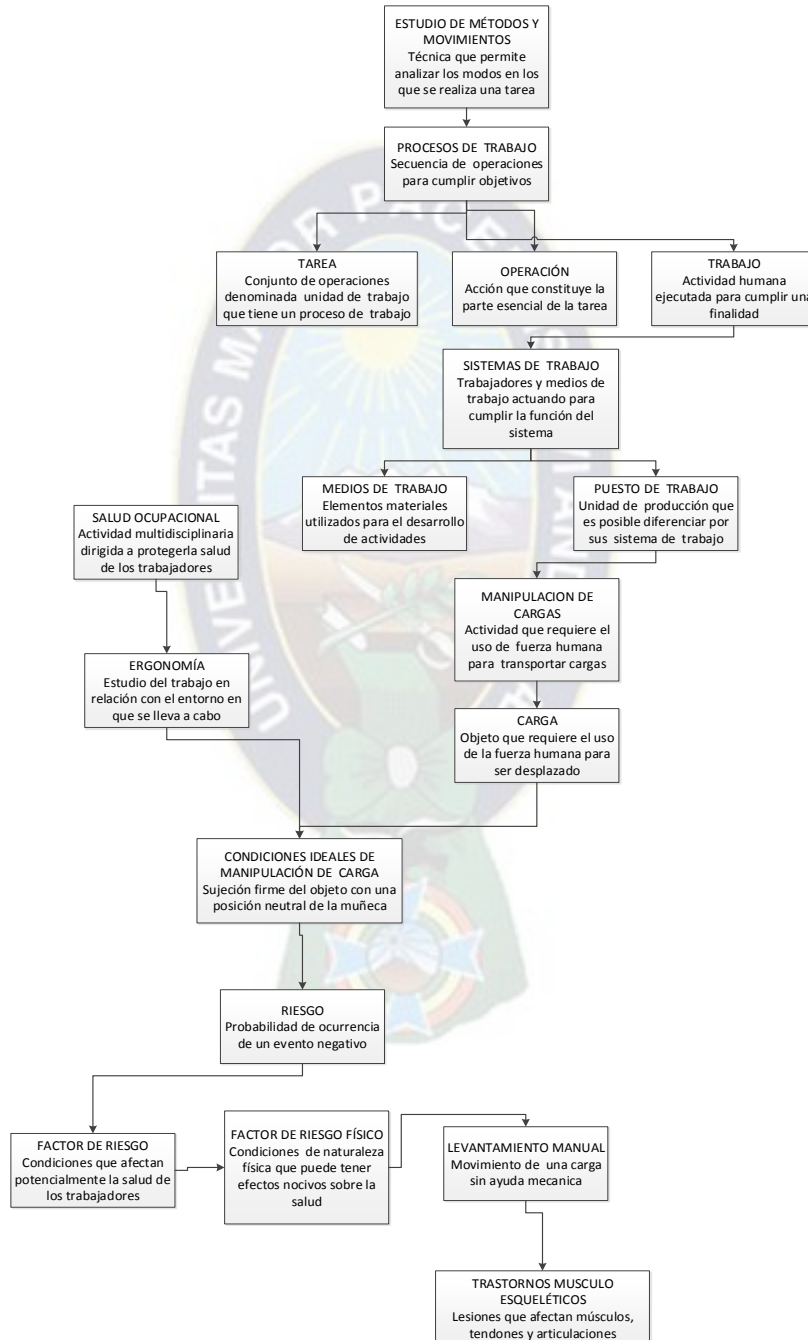 ESTUDIO DE MÉTODOS Y
MOVIMIENTOS
Técnica que permite
analizar los modos en los
que se realiza una tarea
PROCESOS DE TRABAJO
Secuencia de operaciones
para cumplir objetivos
TAREA
Conjunto de operaciones
denominada unidad de trabajo
que tiene un proceso de trabajo
OPERACIÓN
Acción que constituye la
parte esencial de la tarea
TRABAJO
Actividad humana
ejecutada para cumplir una
finalidad
SISTEMAS DE TRABAJO
Trabajadores y medios de
trabajo actuando para
cumplir la función del
sistema
MEDIOS DE TRABAJO
Elementos materiales
utilizados para el desarrollo
de actividades
PUESTO DE TRABAJO
Unidad de producción que
es posible diferenciar por
sus sistema de trabajo
SALUD OCUPACIONAL
Actividad multidisciplinaria
dirigida a protegerla salud
de los trabajadores
MANIPULACION DE
CARGAS
Actividad que requiere el
uso de fuerza humana
para transportar cargas
ERGONOMÍA
Estudio del trabajo en
relación con el entorno en
que se lleva a cabo
CARGA
Objeto que requiere el uso
de la fuerza humana para
ser desplazado
CONDICIONES IDEALES DE
MANIPULACIÓN DE CARGA
Sujeción firme del objeto con una
posición neutral de la muñeca
RIESGO
Probabilidad de ocurrencia
de un evento negativo
FACTOR DE RIESGO
Condiciones que afectan
potencialmente la salud de
los trabajadores
FACTOR DE RIESGO FÍSICO
Condiciones de naturaleza
física que puede tener
efectos nocivos sobre la
salud
LEVANTAMIENTO MANUAL
Movimiento de una carga
sin ayuda mecanica
TRASTORNOS MUSCULO
ESQUELÉTICOS
Lesiones que afectan músculos,
tendones y articulaciones